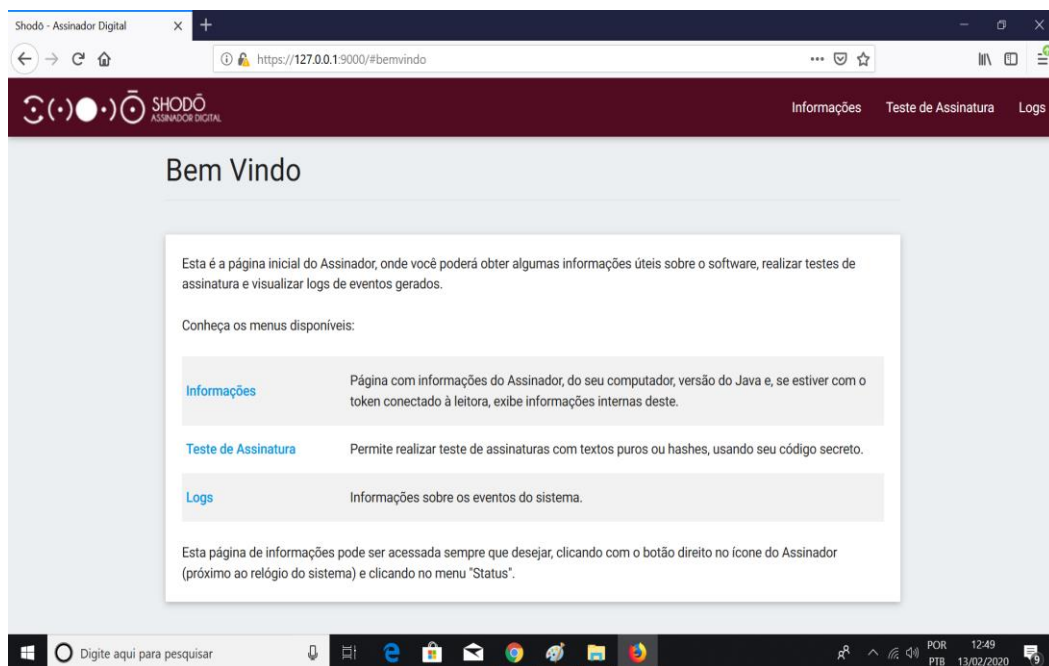 Shodō - Assinador Digital
https://127.0.0.1:9000/#bemvindo
SHODŌ
ASSINADOR DIGITAL
Informações Teste de Assinatura Logs
Bem Vindo
Esta é a página inicial do Assinador, onde você poderá obter algumas informações úteis sobre o software, realizar testes de
assinatura e visualizar logs de eventos gerados.
Conheça os menus disponíveis:
Informações
Página com informações do Assinador, do seu computador, versão do Java e, se estiver com o
token conectado à leitora, exibe informações internas deste.
Teste de Assinatura Permite realizar teste de assinaturas com textos puros ou hashes, usando seu código secreto.
Logs Informações sobre os eventos do sistema.
Esta página de informações pode ser acessada sempre que desejar, clicando com o botão direito no ícone do Assinador
(próximo ao relógio do sistema) e clicando no menu "Status".
Digite aqui para pesquisar
POR 12:49
PTB 13/02/2020